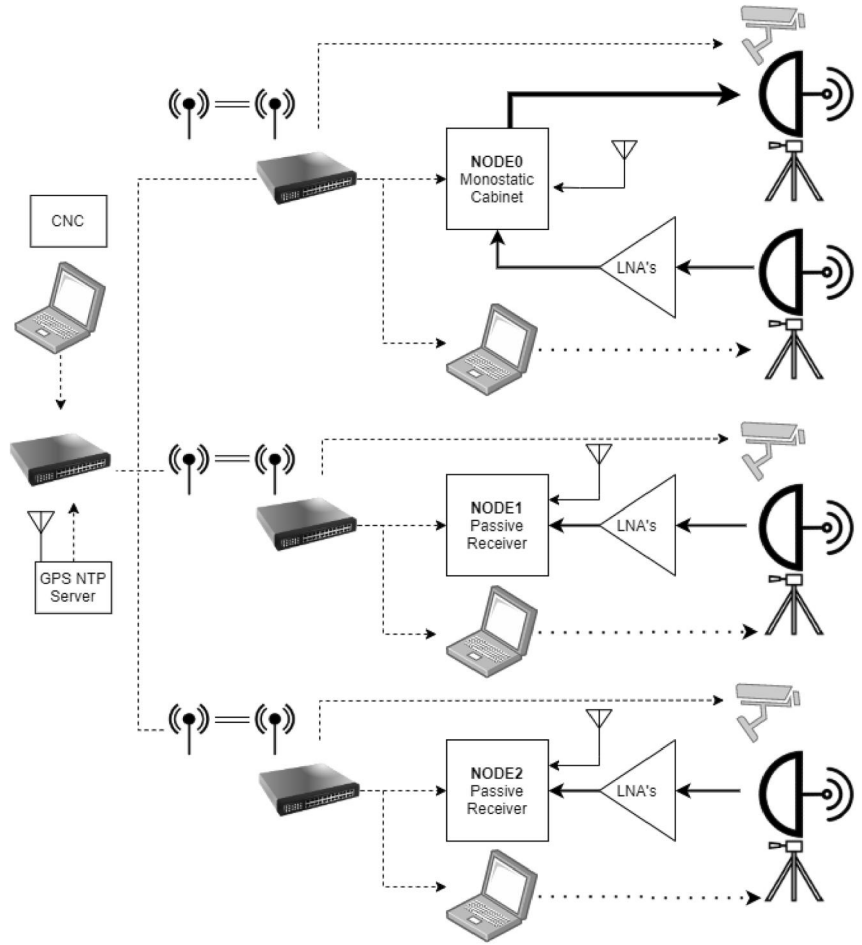 NODE0
Monostatic
Cabinet
CNC
LNA's
NODE1
Passive
Receiver
LNA's
GPS NTP
Server
NODE2
Passive
Receiver
LNA's